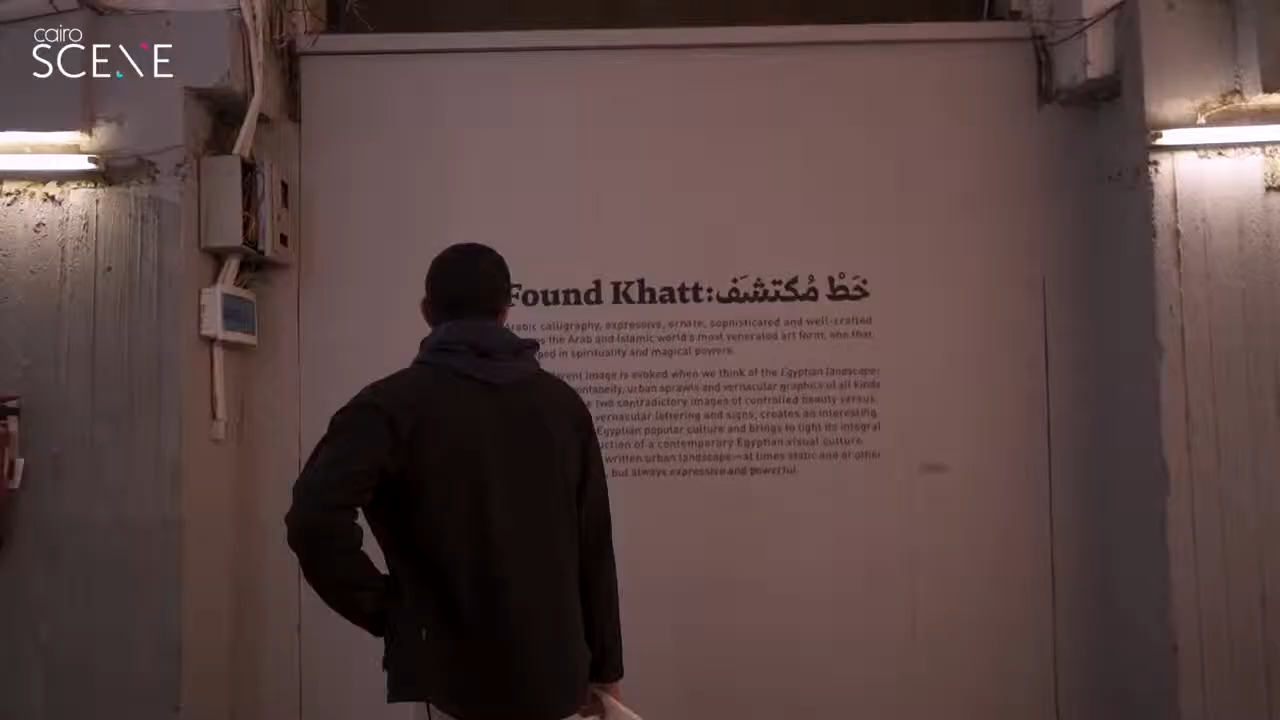 cairo
SCENE
Found Khatt: خَطْ مُكتشَف
Arabic calligraphy, expressive, ornate, sophisticated and well-crafted
the Arab and Islamic world's most venerated art form, one that
in spirituality and magical powers.
image is evoked when we think of the Egyptian landscape:
urban sprawls and vernacular graphics of all kinds
two contradictory images of controlled beauty versus
vernacular lettering and signs, creates an interesting
Egyptian popular culture and brings to light its integral
of a contemporary Egyptian visual culture.
written urban landscape—at times static and at other
but always expressive and powerful.